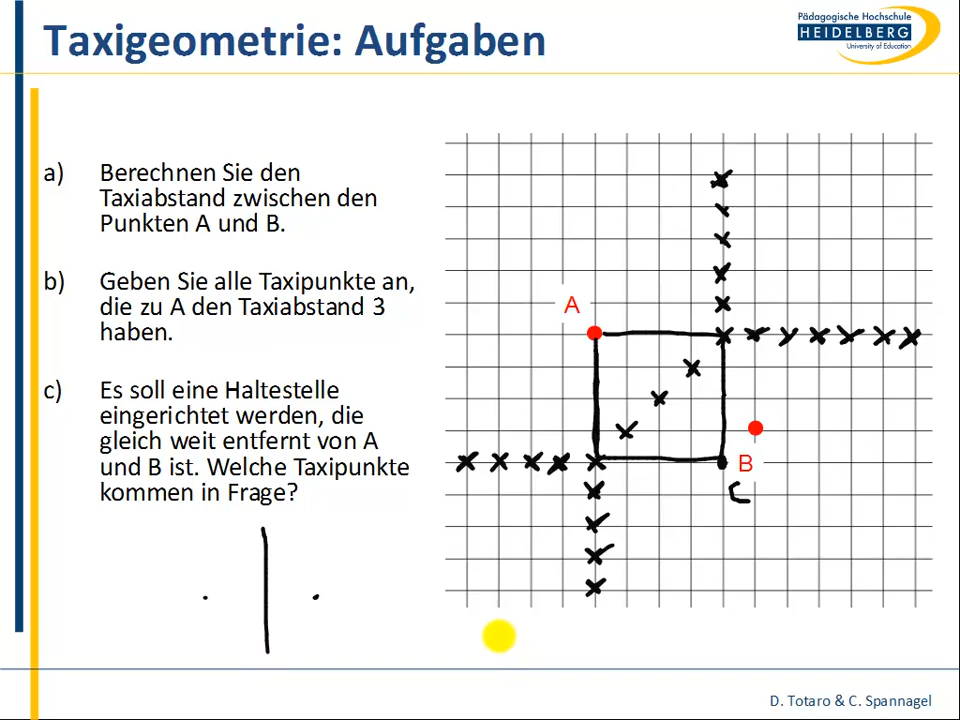 Taxigeometrie: Aufgaben
Pädagogische Hochschule
HEIDELBERG
University of Education
a) Berechnen Sie den
Taxiabstand zwischen den
Punkten A und B.
b) Geben Sie alle Taxipunkte an,
die zu A den Taxiabstand 3
haben.
c) Es soll eine Haltestelle
eingerichtet werden, die
gleich weit entfernt von A
und B ist. Welche Taxipunkte
kommen in Frage?
A
B
C
D. Totaro & C. Spannagel